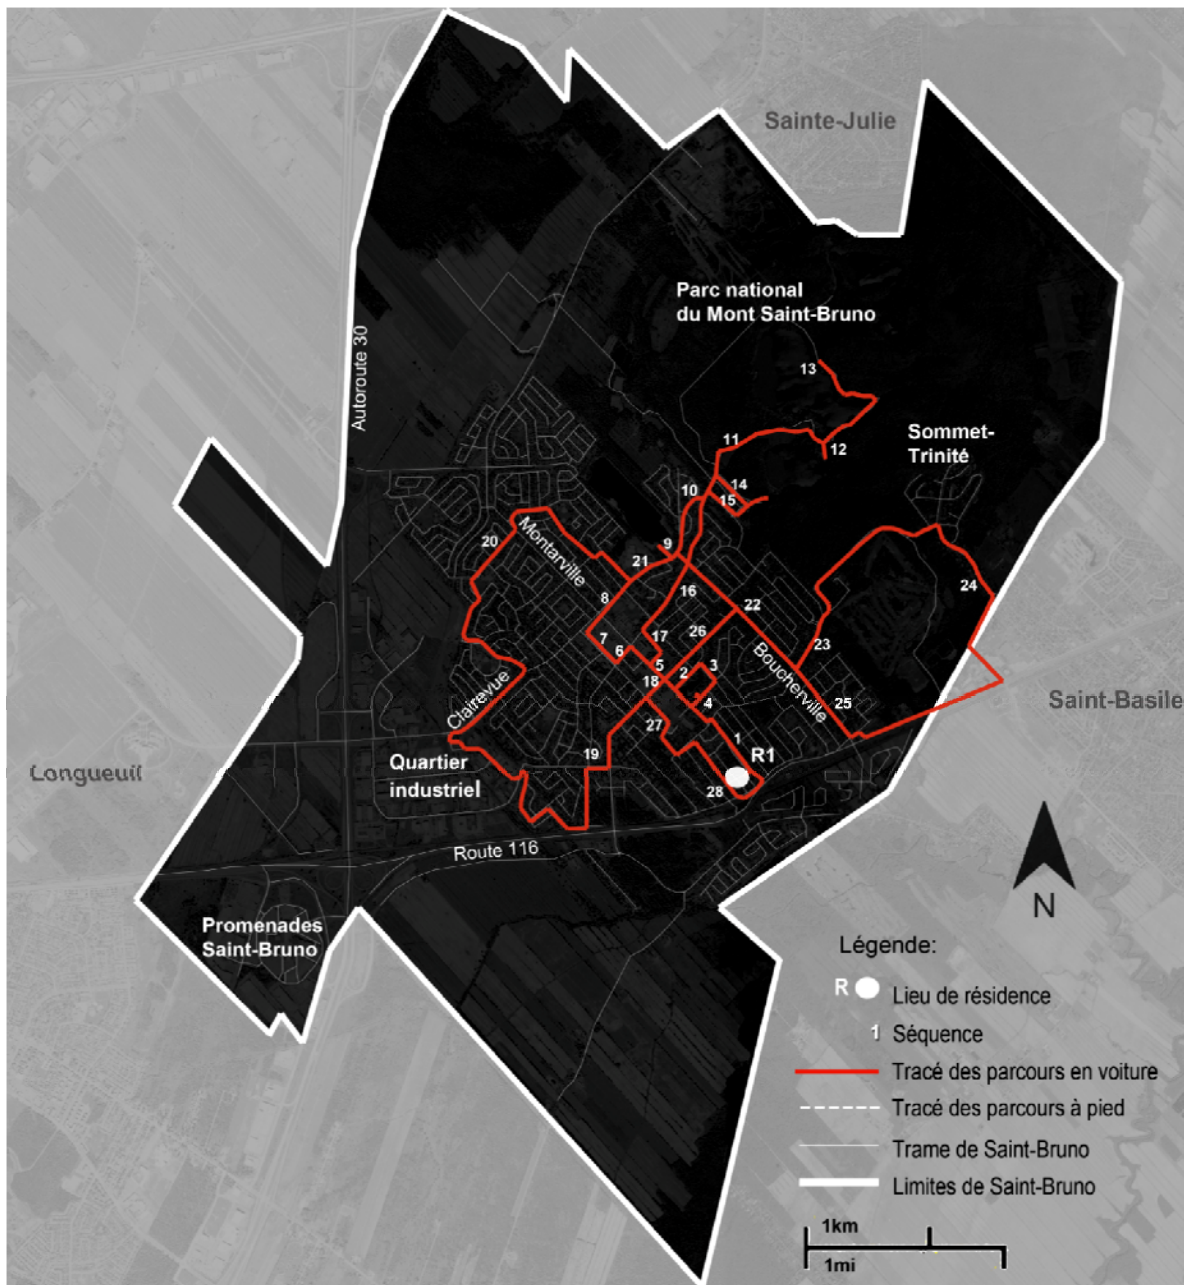 Sainte-Julie
Parc national
du Mont Saint-Bruno
Autoroute 30
13
Sommet-
Trinité
11
12
14
10
15
20
Montarville
9
21
16
24
8
22
26
7
17
6
23
5
3
18
2
Boucherville
Clairevue
4
25
Saint-Basile
27
1
19
R1
Quartier
industriel
Longueuil
28
Route 116
N
Promenades
Saint-Bruno
Légende:
R Lieu de résidence
1 Séquence
Tracé des parcours en voiture
Tracé des parcours à pied
Trame de Saint-Bruno
Limites de Saint-Bruno
1km
1mi